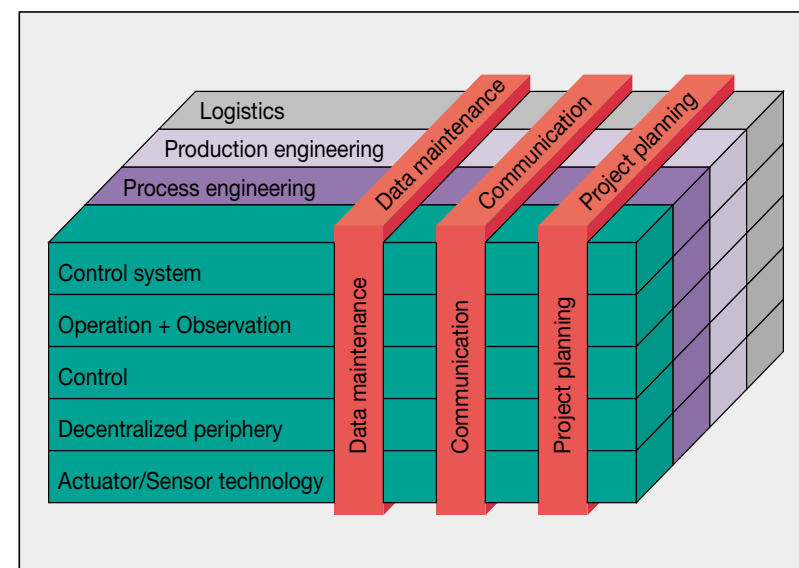 Logistics
Production engineering
Process engineering
Data maintenance
Communication
Project planning
Control system
Operation + Observation
Control
Decentralized periphery
Actuator/Sensor technology
Data maintenance
Communication
Project planning